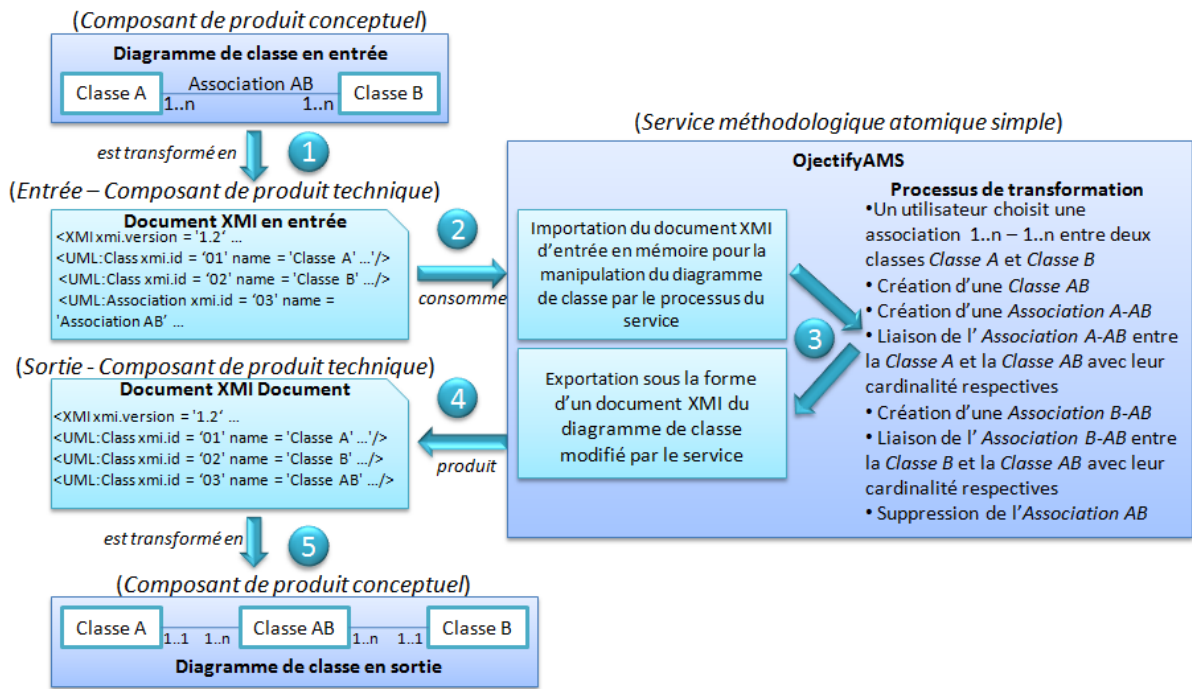 (Composant de produit conceptuel)
Diagramme de classe en entrée
Classe A
Association AB
Classe B
1..n
1..n
est transformé en
1
(Entrée – Composant de produit technique)
Document XMI en entrée
<XMI xmi.version = '1.2‘ ...
<UML:Class xmi.id = ‘01' name = 'Classe A' ...'/>
<UML:Class xmi.id = ‘02' name = 'Classe B' .../>
<UML:Association xmi.id = ‘03' name =
'Association AB’ ...
2
consomme
(Service méthodologique atomique simple)
OjectifyAMS
Importation du document XMI
d’entrée en mémoire pour la
manipulation du diagramme
de classe par le processus du
service
3
Exportation sous la forme
d’un document XMI du
diagramme de classe
modifié par le service
Processus de transformation
•Un utilisateur choisit une
association 1..n – 1..n entre deux
classes Classe A et Classe B
• Création d’une Classe AB
• Création d’une Association A-AB
• Liaison de l’ Association A-AB entre
la Classe A et la Classe AB avec leur
cardinalité respectives
• Création d’une Association B-AB
• Liaison de l’ Association B-AB entre
la Classe B et la Classe AB avec leur
cardinalité respectives
• Suppression de l’Association AB
(Sortie - Composant de produit technique)
Document XMI Document
<XMI xmi.version = '1.2‘ ...
<UML:Class xmi.id = ‘01' name = 'Classe A' ...'/>
<UML:Class xmi.id = ‘02' name = 'Classe B' .../>
<UML:Class xmi.id = ‘03' name = 'Classe AB' .../>
4
produit
est transformé en
5
(Composant de produit conceptuel)
Classe A
1..1
1..n
Classe AB
1..n
1..1
Classe B
Diagramme de classe en sortie